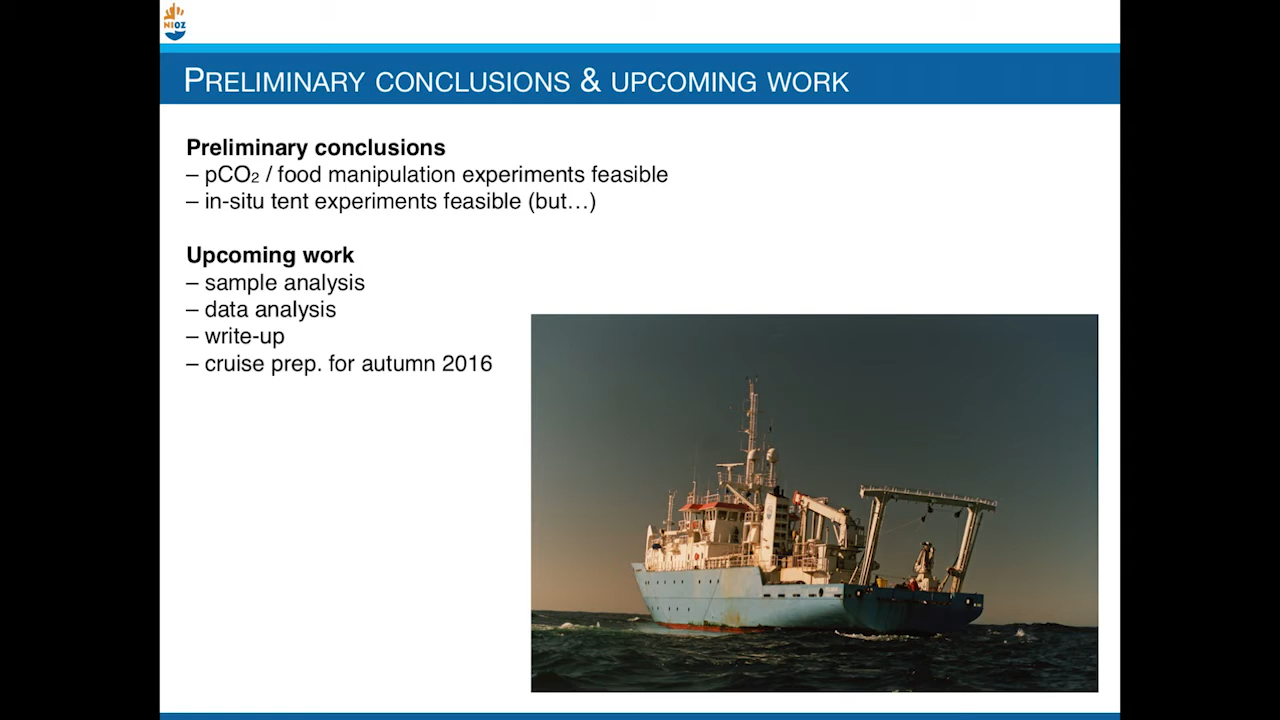 NIOZ
PRELIMINARY CONCLUSIONS & UPCOMING WORK
Preliminary conclusions
– pCO₂ / food manipulation experiments feasible
– in-situ tent experiments feasible (but…)
Upcoming work
– sample analysis
– data analysis
– write-up
– cruise prep. for autumn 2016